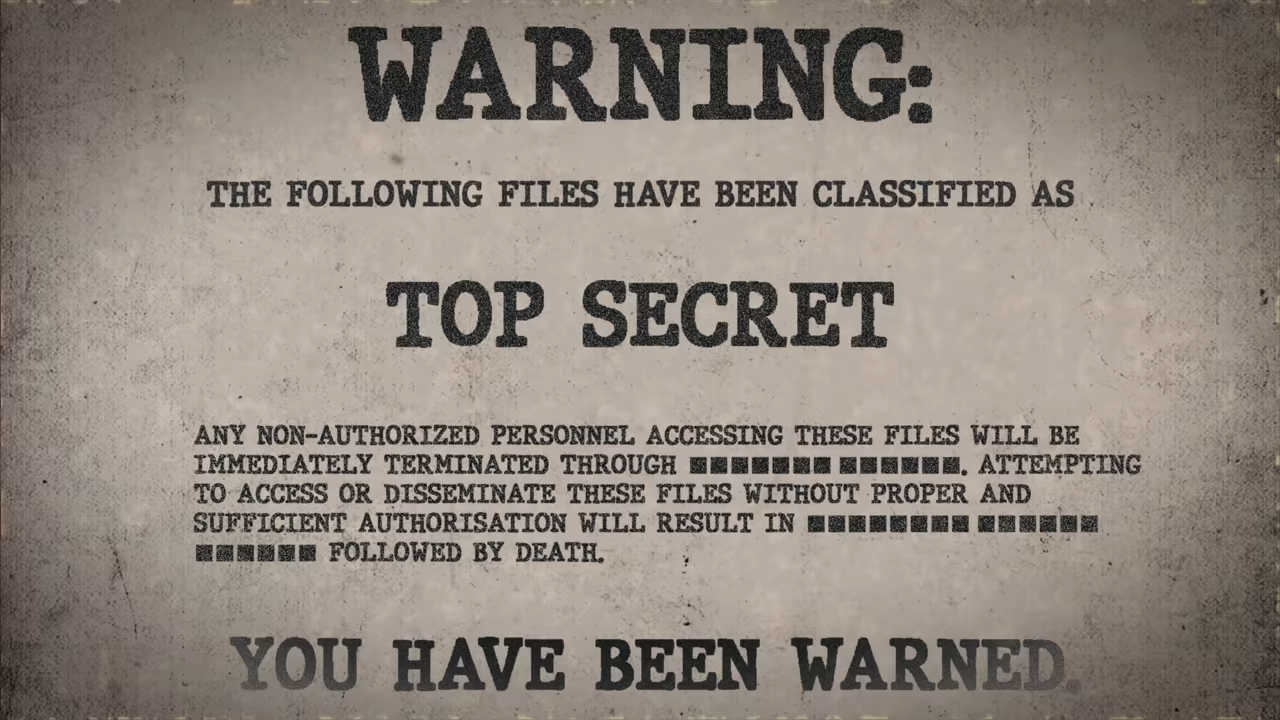 WARNING:
THE FOLLOWING FILES HAVE BEEN CLASSIFIED AS
TOP SECRET
ANY NON-AUTHORIZED PERSONNEL ACCESSING THESE FILES WILL BE
IMMEDIATELY TERMINATED THROUGH ■■■■■■■ ■■■■■■. ATTEMPTING
TO ACCESS OR DISSEMINATE THESE FILES WITHOUT PROPER AND
SUFFICIENT AUTHORISATION WILL RESULT IN ■■■■■■■■ ■■■■■■
■■■■■■ FOLLOWED BY DEATH.
YOU HAVE BEEN WARNED.